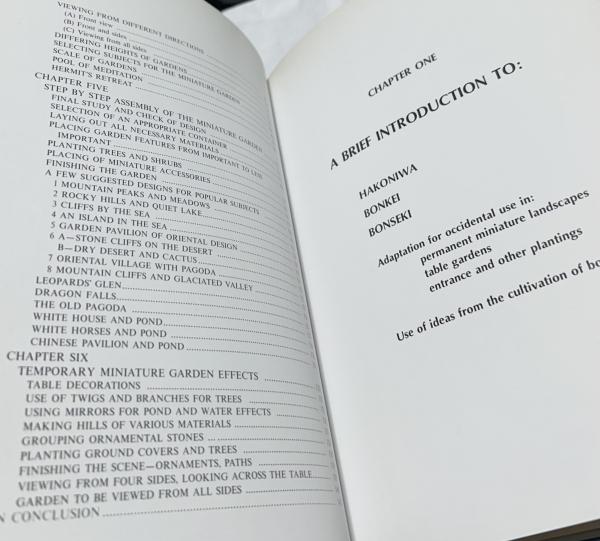 VIEWING FROM DIFFERENT DIRECTIONS
(A) Front view
(B) Front and sides
(C) Viewing from all sides
DIFFERING HEIGHTS OF GARDENS
SELECTING SUBJECTS FOR THE MINIATURE GARDEN
SCALE OF GARDENS
POOL OF MEDITATION
HERMIT'S RETREAT
CHAPTER FIVE
STEP BY STEP ASSEMBLY OF THE MINIATURE GARDEN
FINAL STUDY AND CHECK OF DESIGN
SELECTION OF AN APPROPRIATE CONTAINER
LAYING OUT ALL NECESSARY MATERIALS
PLACING GARDEN FEATURES FROM IMPORTANT TO LESS
IMPORTANT
PLANTING TREES AND SHRUBS
PLACING OF MINIATURE ACCESSORIES
FINISHING THE GARDEN
A FEW SUGGESTED DESIGNS FOR POPULAR SUBJECTS
1 MOUNTAIN PEAKS AND MEADOWS
2 ROCKY HILLS AND QUIET LAKE
3 CLIFFS BY THE SEA
4 AN ISLAND IN THE SEA
5 GARDEN PAVILION OF ORIENTAL DESIGN
6 A—STONE CLIFFS ON THE DESERT
B—DRY DESERT AND CACTUS
7 ORIENTAL VILLAGE WITH PAGODA
8 MOUNTAIN CLIFFS AND GLACIATED VALLEY
LEOPARDS' GLEN
DRAGON FALLS
THE OLD PAGODA
WHITE HOUSE AND POND
WHITE HORSES AND POND
CHINESE PAVILION AND POND
CHAPTER SIX
TEMPORARY MINIATURE GARDEN EFFECTS
TABLE DECORATIONS
USE OF TWIGS AND BRANCHES FOR TREES
USING MIRRORS FOR POND AND WATER EFFECTS
MAKING HILLS OF VARIOUS MATERIALS
GROUPING ORNAMENTAL STONES
PLANTING GROUND COVERS AND TREES
FINISHING THE SCENE—ORNAMENTS, PATHS
VIEWING FROM FOUR SIDES, LOOKING ACROSS THE TABLE
GARDEN TO BE VIEWED FROM ALL SIDES
N CONCLUSION
CHAPTER ONE
A BRIEF INTRODUCTION TO:
HAKONIWA
BONKEI
BONSEKI
Adaptation for occidental use in:
permanent miniature landscapes
table gardens
entrance and other plantings
Use of ideas from the cultivation of bo